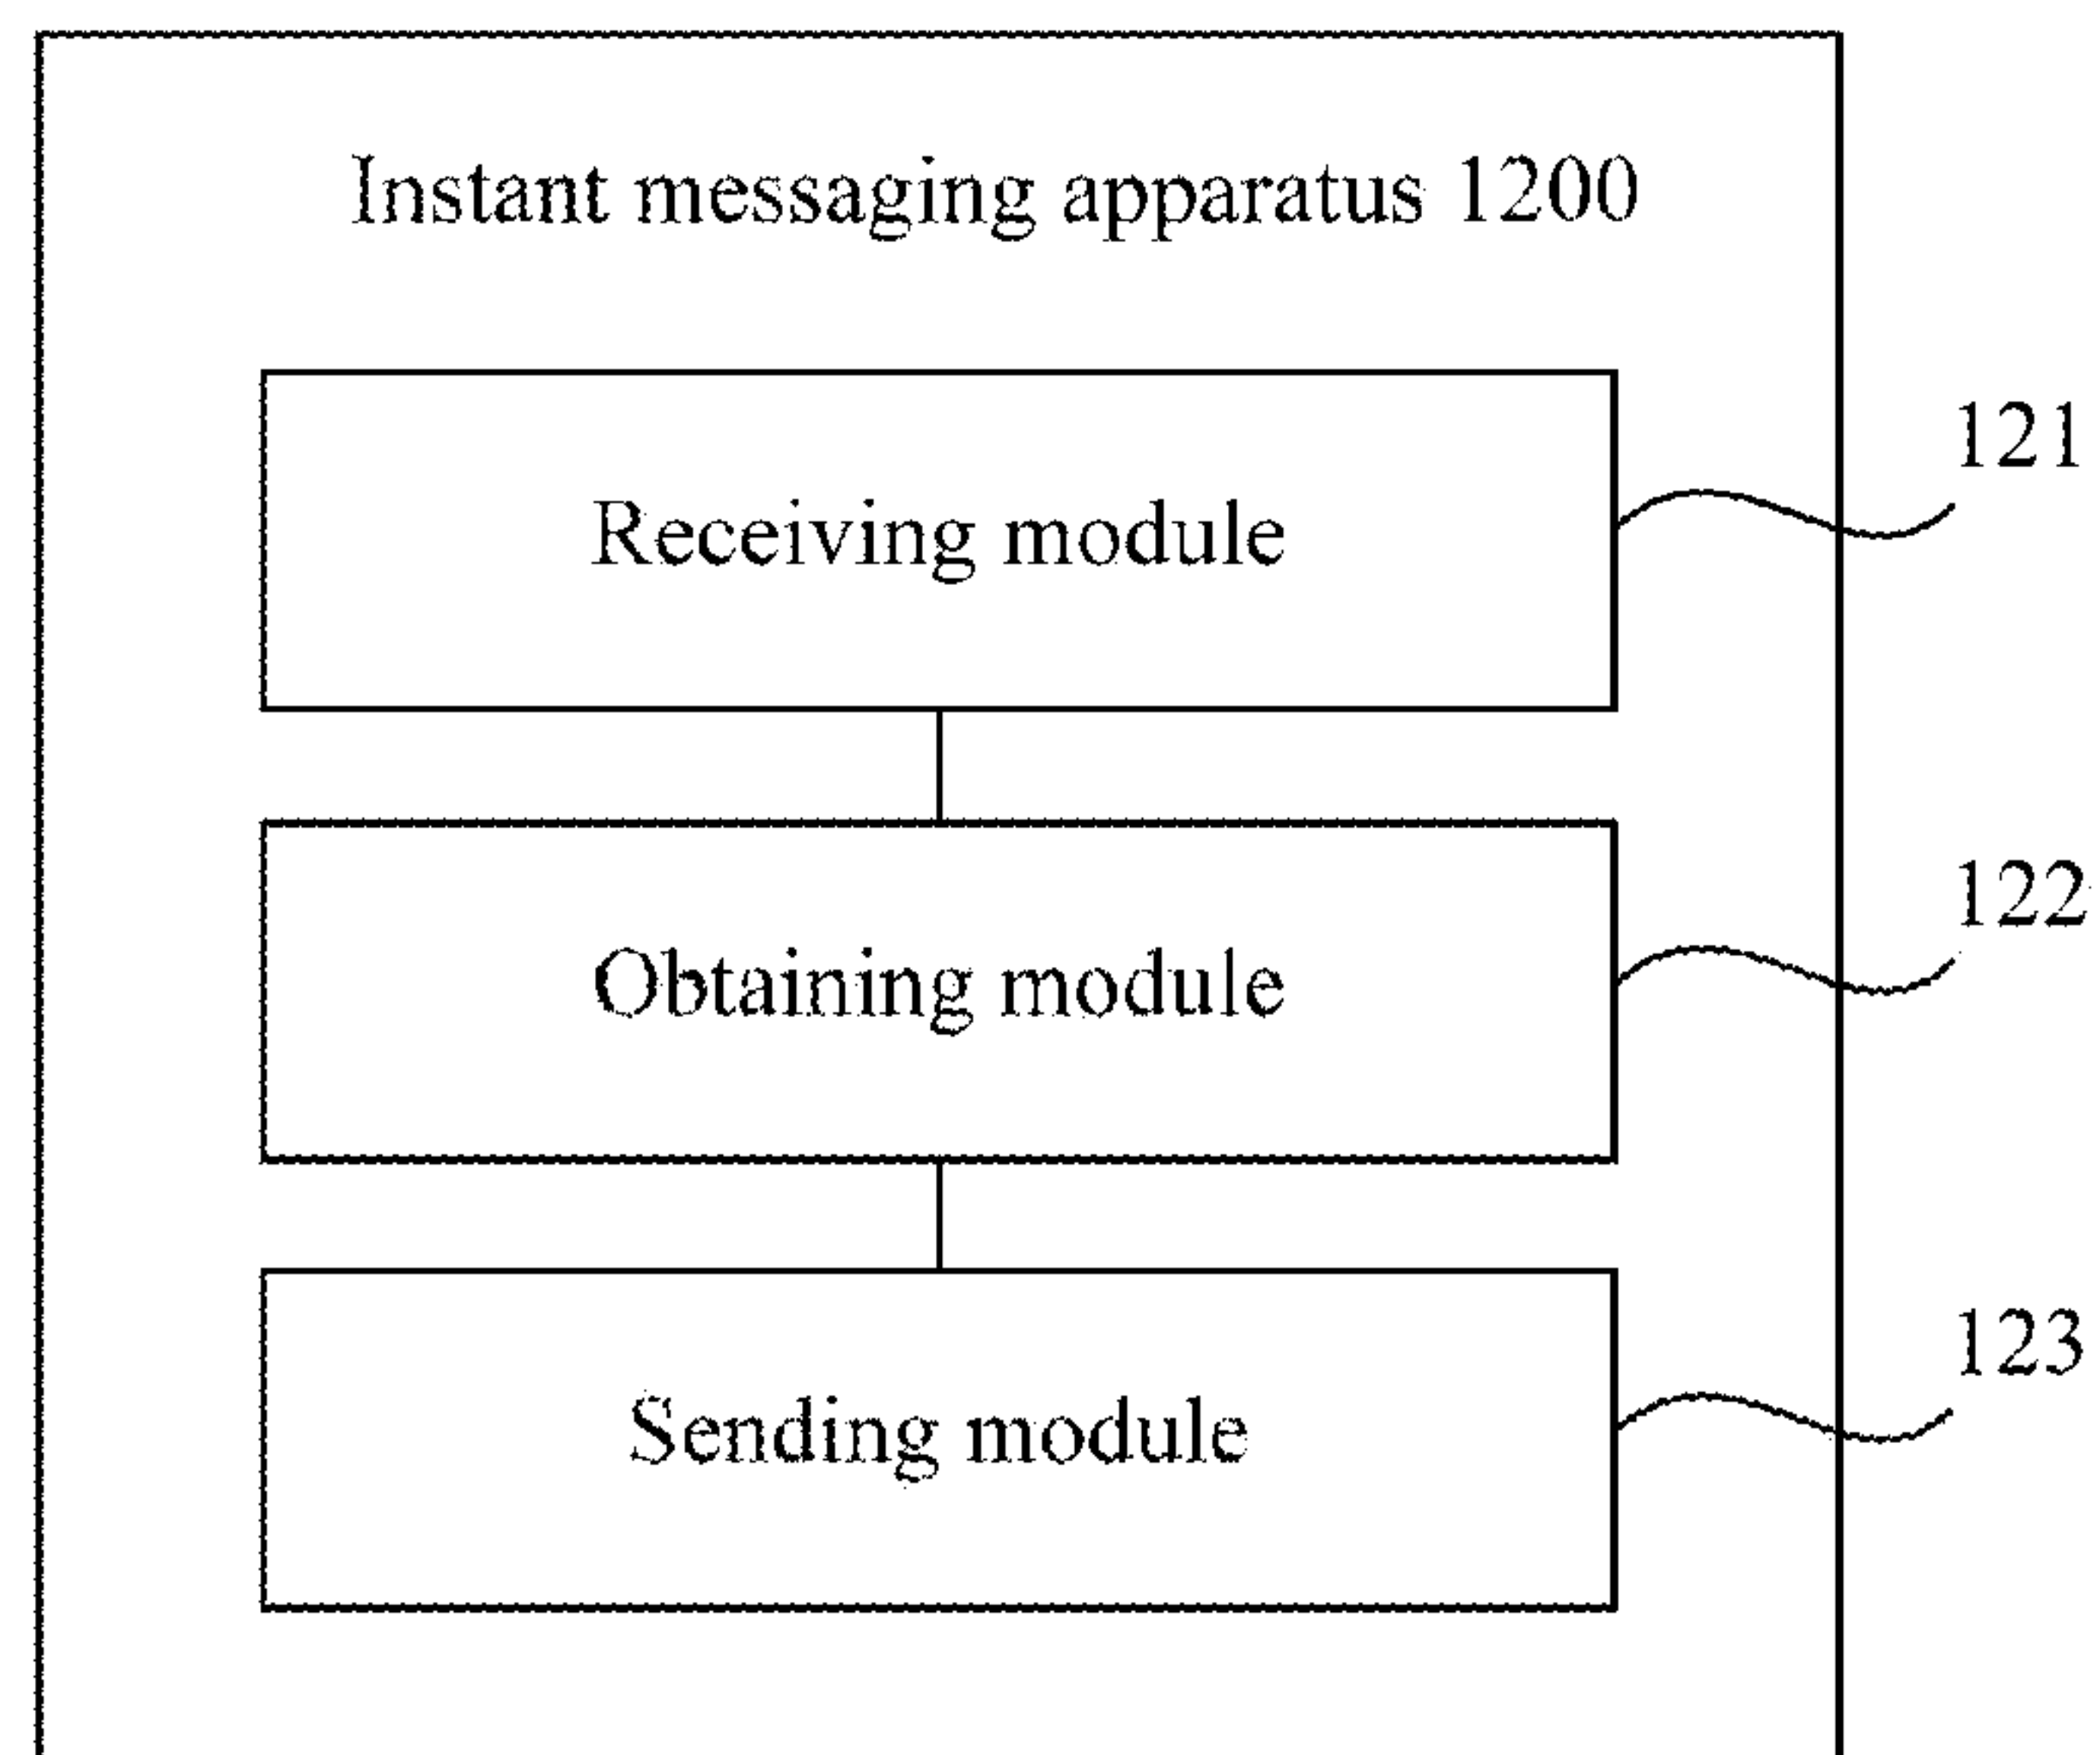 Instant messaging apparatus 1200
121
Receiving module
122
Obtaining module
123
Sending module